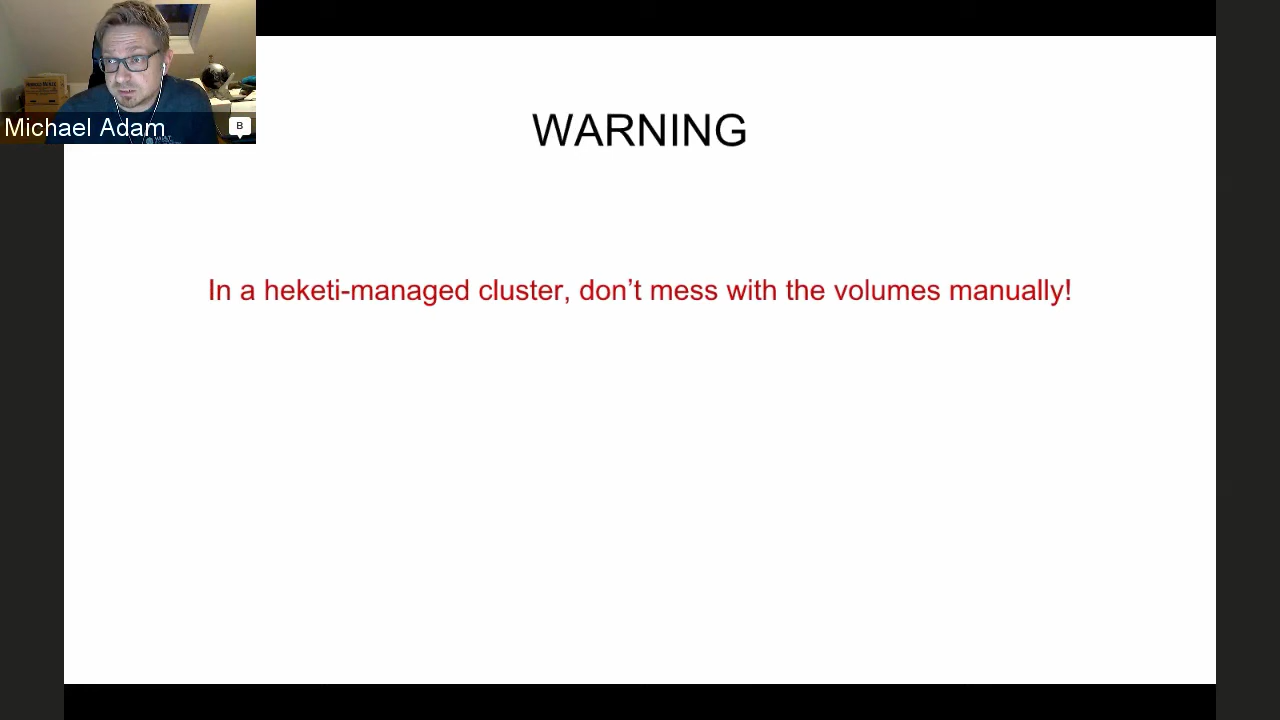 Michael Adam
B
WARNING
In a heketi-managed cluster, don't mess with the volumes manually!